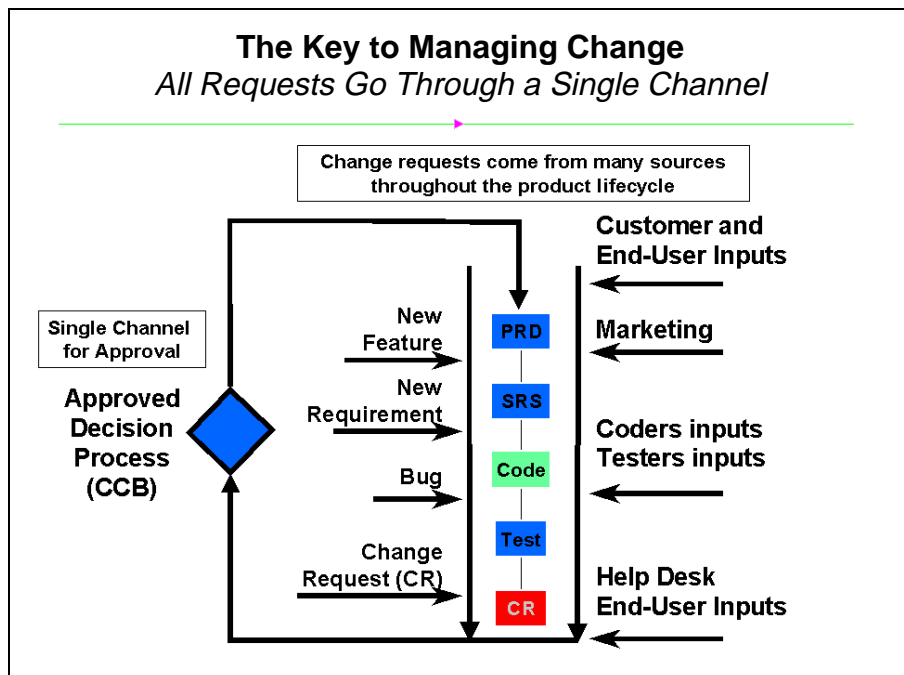 The Key to Managing Change
All Requests Go Through a Single Channel
Change requests come from many sources
throughout the product lifecycle
Customer and
End-User Inputs
Single Channel
for Approval
New
Feature
PRD
Marketing
Approved
Decision
Process
(CCB)
New
Requirement
SRS
Coders inputs
Testers inputs
Bug
Code
Test
Change
Request (CR)
CR
Help Desk
End-User Inputs